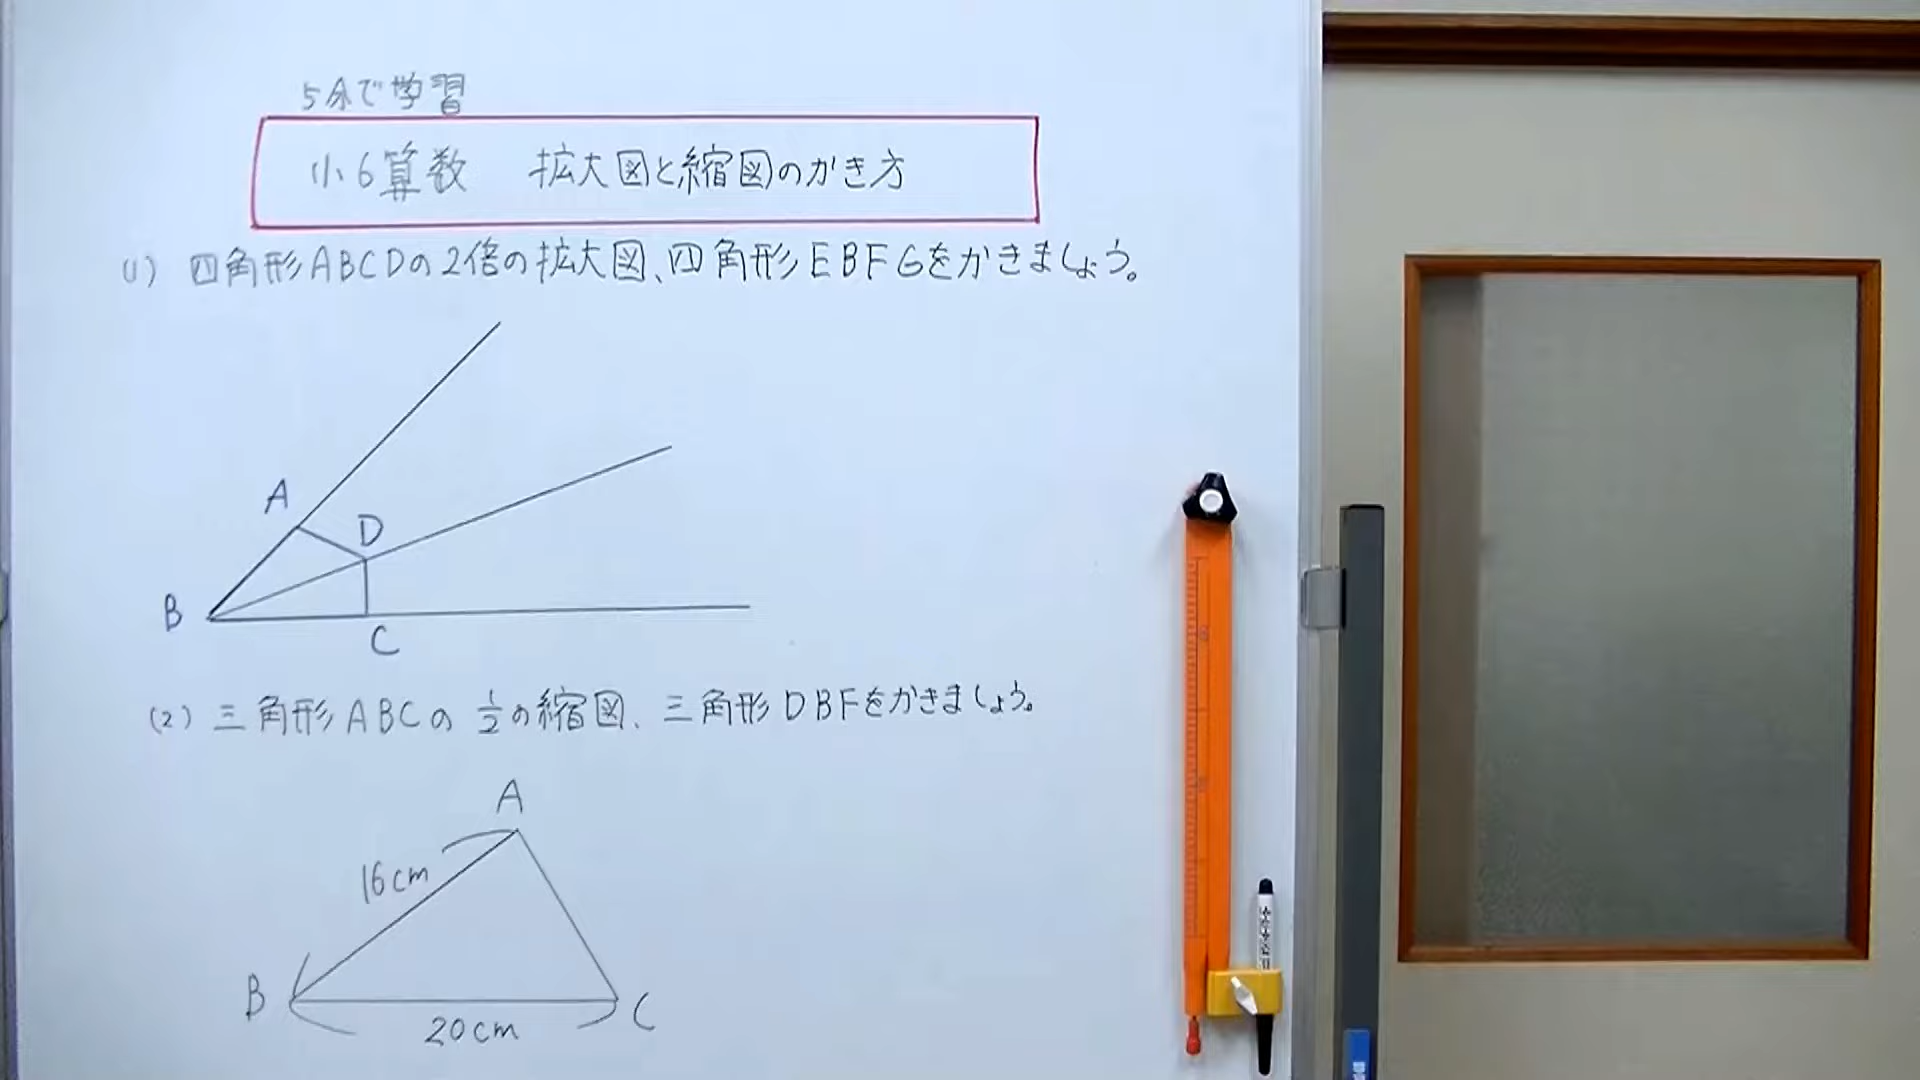 5分で学習
小6算数 拡大図と縮図のかき方
(1) 四角形ABCDの2倍の拡大図、四角形EBFGをかきましょう。
A
D
B
C
(2) 三角形ABCの 1/2の縮図、三角形DBFをかきましょう。
A
16cm
B
C
20cm